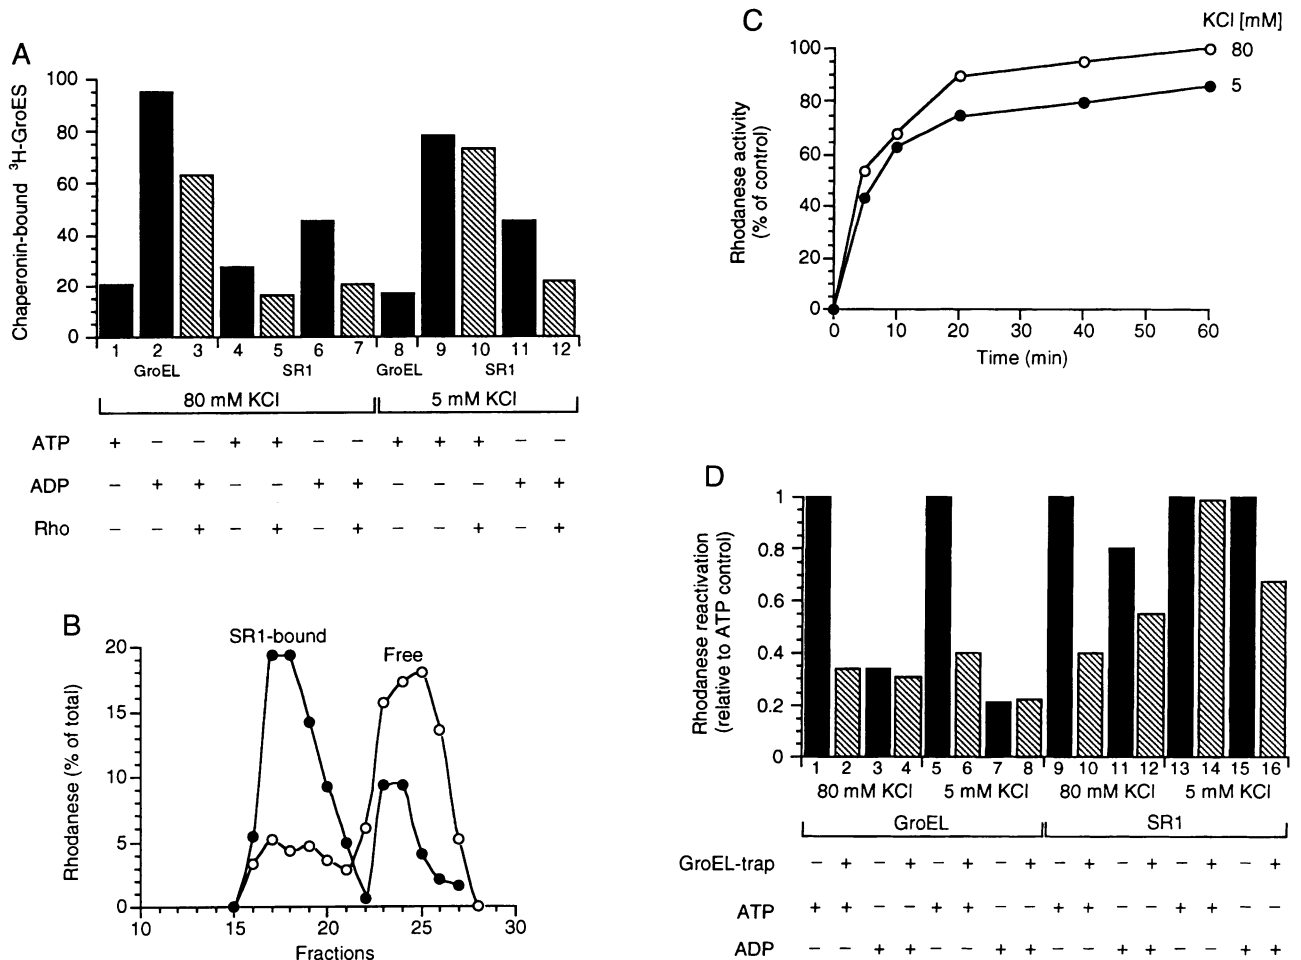 A
Chaperonin-bound ³H-GroES
100
80
60
40
20
0
1 2 3 4 5 6 7 8 9 10 11 12
GroEL SR1 GroEL SR1
80 mM KCl 5 mM KCl
ATP + − − + + − − + + + − −
ADP − + + − − + + − − − + +
Rho − − + − + − + − − + − +
B
SR1-bound
Free
Rhodanese (% of total)
20
15
10
5
0
10 15 20 25 30
Fractions
C
KCl [mM]
80
5
Rhodanese activity
(% of control)
100
80
60
40
20
0
0 10 20 30 40 50 60
Time (min)
D
Rhodanese reactivation
(relative to ATP control)
1
0.8
0.6
0.4
0.2
0
1 2 3 4 5 6 7 8 9 10 11 12 13 14 15 16
80 mM KCl 5 mM KCl 80 mM KCl 5 mM KCl
GroEL SR1
GroEL-trap − + − + − + − + − + − + − + − +
ATP + + − − + + − − + + − − + + − −
ADP − − + + − − + + − − + + − − + +